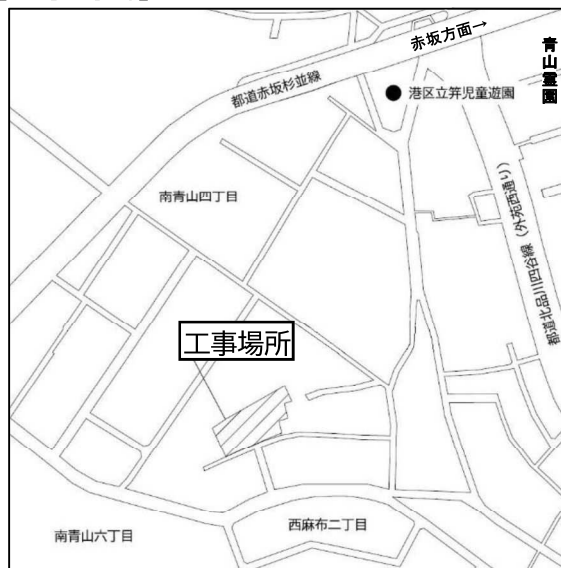 赤坂方面→
青山霊園
都道赤坂杉並線
港区立笄児童遊園
南青山四丁目
都道北品川四谷線（外苑西通り）
工事場所
西麻布二丁目
南青山六丁目